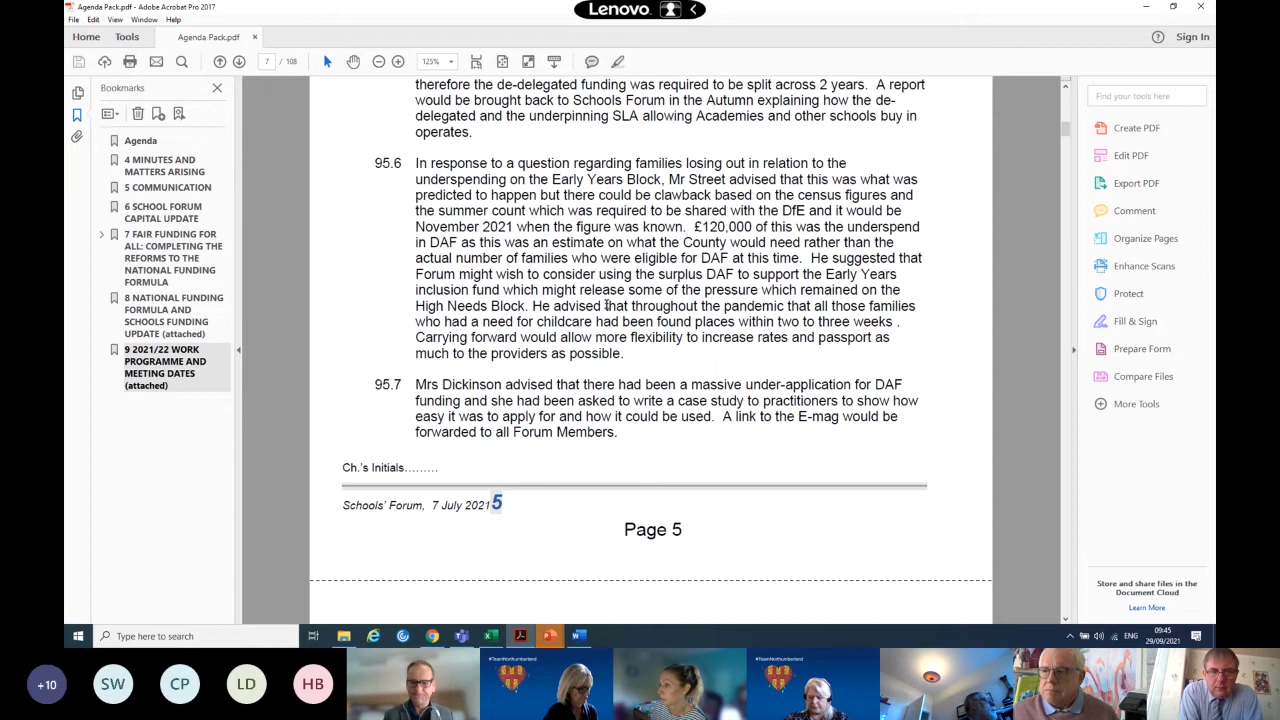 Agenda Pack.pdf - Adobe Acrobat Pro 2017
Lenovo
File Edit View Window Help
Home Tools Agenda Pack.pdf × Sign In
7 / 108 125%
Bookmarks
Agenda
4 MINUTES AND
MATTERS ARISING
5 COMMUNICATION
6 SCHOOL FORUM
CAPITAL UPDATE
7 FAIR FUNDING FOR
ALL: COMPLETING THE
REFORMS TO THE
NATIONAL FUNDING
FORMULA
8 NATIONAL FUNDING
FORMULA AND
SCHOOLS FUNDING
UPDATE (attached)
9 2021/22 WORK
PROGRAMME AND
MEETING DATES
(attached)
therefore the de-delegated funding was required to be split across 2 years. A report
would be brought back to Schools Forum in the Autumn explaining how the de-
delegated and the underpinning SLA allowing Academies and other schools buy in
operates.
95.6 In response to a question regarding families losing out in relation to the
underspending on the Early Years Block, Mr Street advised that this was what was
predicted to happen but there could be clawback based on the census figures and
the summer count which was required to be shared with the DfE and it would be
November 2021 when the figure was known. £120,000 of this was the underspend
in DAF as this was an estimate on what the County would need rather than the
actual number of families who were eligible for DAF at this time. He suggested that
Forum might wish to consider using the surplus DAF to support the Early Years
inclusion fund which might release some of the pressure which remained on the
High Needs Block. He advised that throughout the pandemic that all those families
who had a need for childcare had been found places within two to three weeks .
Carrying forward would allow more flexibility to increase rates and passport as
much to the providers as possible.
95.7 Mrs Dickinson advised that there had been a massive under-application for DAF
funding and she had been asked to write a case study to practitioners to show how
easy it was to apply for and how it could be used. A link to the E-mag would be
forwarded to all Forum Members.
Ch.'s Initials.........
Schools' Forum, 7 July 2021 5
Page 5
Find your tools here
Create PDF
Edit PDF
Export PDF
Comment
Organize Pages
Enhance Scans
Protect
Fill & Sign
Prepare Form
Compare Files
More Tools
Store and share files in the
Document Cloud
Learn More
Type here to search
ENG
09:45
29/09/2021
+10 SW CP LD HB
#TeamNorthumberland
#TeamNorthumberland